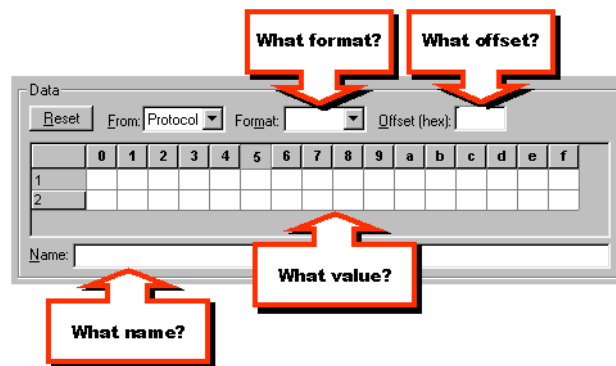 What format? What offset?
Data
Reset From: Protocol Format: Offset (hex):
0 1 2 3 4 5 6 7 8 9 a b c d e f
1
2
Name:
What value?
What name?